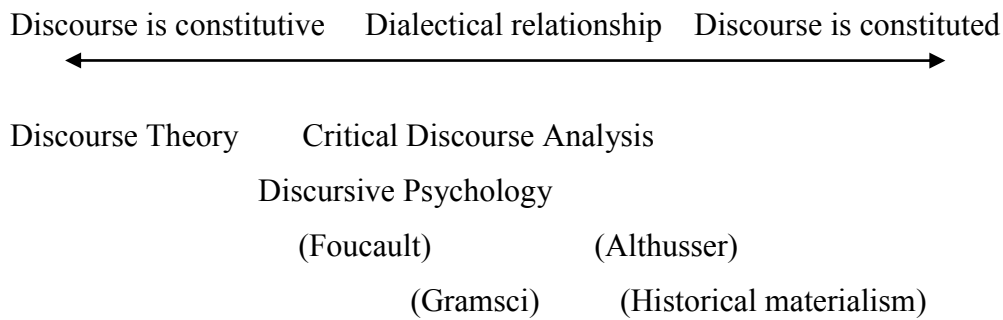 Discourse is constitutive Dialectical relationship Discourse is constituted
Discourse Theory Critical Discourse Analysis
Discursive Psychology
(Foucault) (Althusser)
(Gramsci) (Historical materialism)